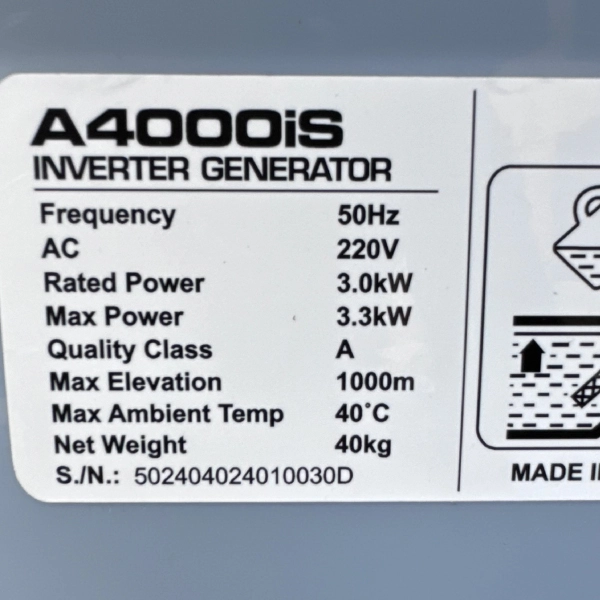 A4000iS
INVERTER GENERATOR
Frequency 50Hz
AC 220V
Rated Power 3.0kW
Max Power 3.3kW
Quality Class A
Max Elevation 1000m
Max Ambient Temp 40°C
Net Weight 40kg
S./N.: 502404024010030D
MADE